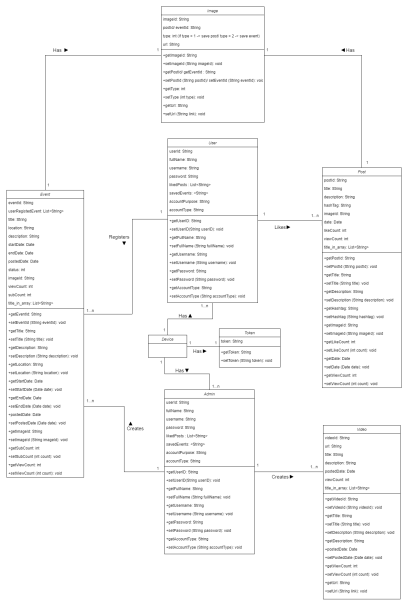 Image
imageId: String
postId/ eventId: String
url: String
+getImageId: String
+setImageId (String imageId): void
+getPostId/ getEventId : String
+getType: int
+setType (int type): void
+getUrl: String
+setUrl (String link): void
Has
Has
1
1
1
1
User
userId: String
fullName: String
username: String
password: String
likedPosts: List<String>
savedEvents: <String>
accountPurpose: String
accountType: String
+getUserID: String
+setUserID(String userID): void
+getFullName: String
+setFullName (String fullName): void
+getUsername: String
+setUsername (String username): void
+getPassword: String
+setPassword (String password): void
+getAccountType: String
+setAccountType (String accountType): void
Post
postId: String
title: String
description: String
hashTag: String
imageId: String
date: Date
likeCount: int
viewCount: int
title_in_array: List<String>
+getPostId: String
+setPostId (String postId): void
+getTitle: String
+setTitle (String title): void
+getDescription: String
+setDescription (String description): void
+getHashtag: String
+setHashtag (String hashtag): void
+getImageId: String
+setImageId (String imageId): void
+getLikeCount: int
+setLikeCount (int count): void
+getDate: Date
+setDate (Date date): void
+getViewCount: int
+setViewCount (int count): void
Event
eventId: String
title: String
location: String
description: String
startDate: Date
endDate: Date
postedDate: Date
status: int
imageId: String
viewCount: int
subCount: int
title_in_array: List<String>
+getEventId: String
+setEventId (String eventId): void
+getTitle: String
+setTitle (String title): void
+getDescription: String
+setDescription (String description): void
+getLocation: String
+setLocation (String location): void
+getStartDate: Date
+setStartDate (Date date): void
+getEndDate: Date
+setEndDate (Date date): void
+postedDate: Date
+setPostedDate (Date date): void
+getImageId: String
+setImageId (String imageId): void
+getSubCount: int
+setSubCount (int count): void
+getViewCount: int
+setViewCount (int count): void
Registers
1
1..n
Likes
1
1..n
1..n
Has
Device
Has
Has
Token
token: String
+getToken: String
+setToken (String token): void
1..n
Admin
userId: String
fullName: String
username: String
password: String
likedPosts: List<String>
savedEvents: <String>
accountPurpose: String
accountType: String
+getUserID: String
+setUserID(String userID): void
+getFullName: String
+setFullName (String fullName): void
+getUsername: String
+setUsername (String username): void
+getPassword: String
+setPassword (String password): void
+getAccountType: String
+setAccountType (String accountType): void
Creates
1..n
1
Creates
1
1..n
Video
videoId: String
url: String
title: String
description: String
postedDate: Date
viewCount: int
title_in_array: List<String>
+getVideoId: String
+setVideoId (String videoId): void
+getTitle: String
+setTitle (String title): void
+setDescription (String description): void
+getDescription: String
+postedDate: Date
+setPostedDate (Date date): void
+getViewCount: int
+setViewCount (int count): void
+getUrl: String
+setUrl (String link): void